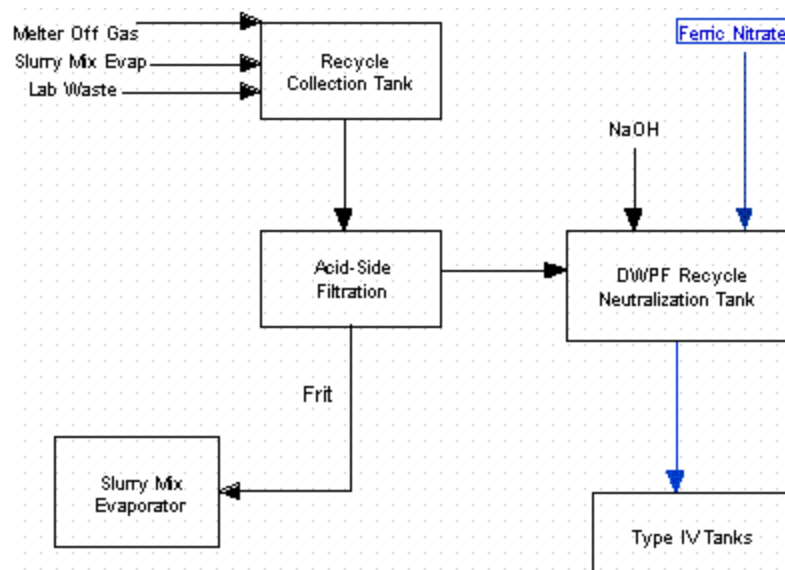 Melter Off Gas
Slurry Mix Evap
Lab Waste
Recycle
Collection Tank
Ferric Nitrate
NaOH
Acid-Side
Filtration
DWPF Recycle
Neutralization Tank
Frit
Slurry Mix
Evaporator
Type IV Tanks